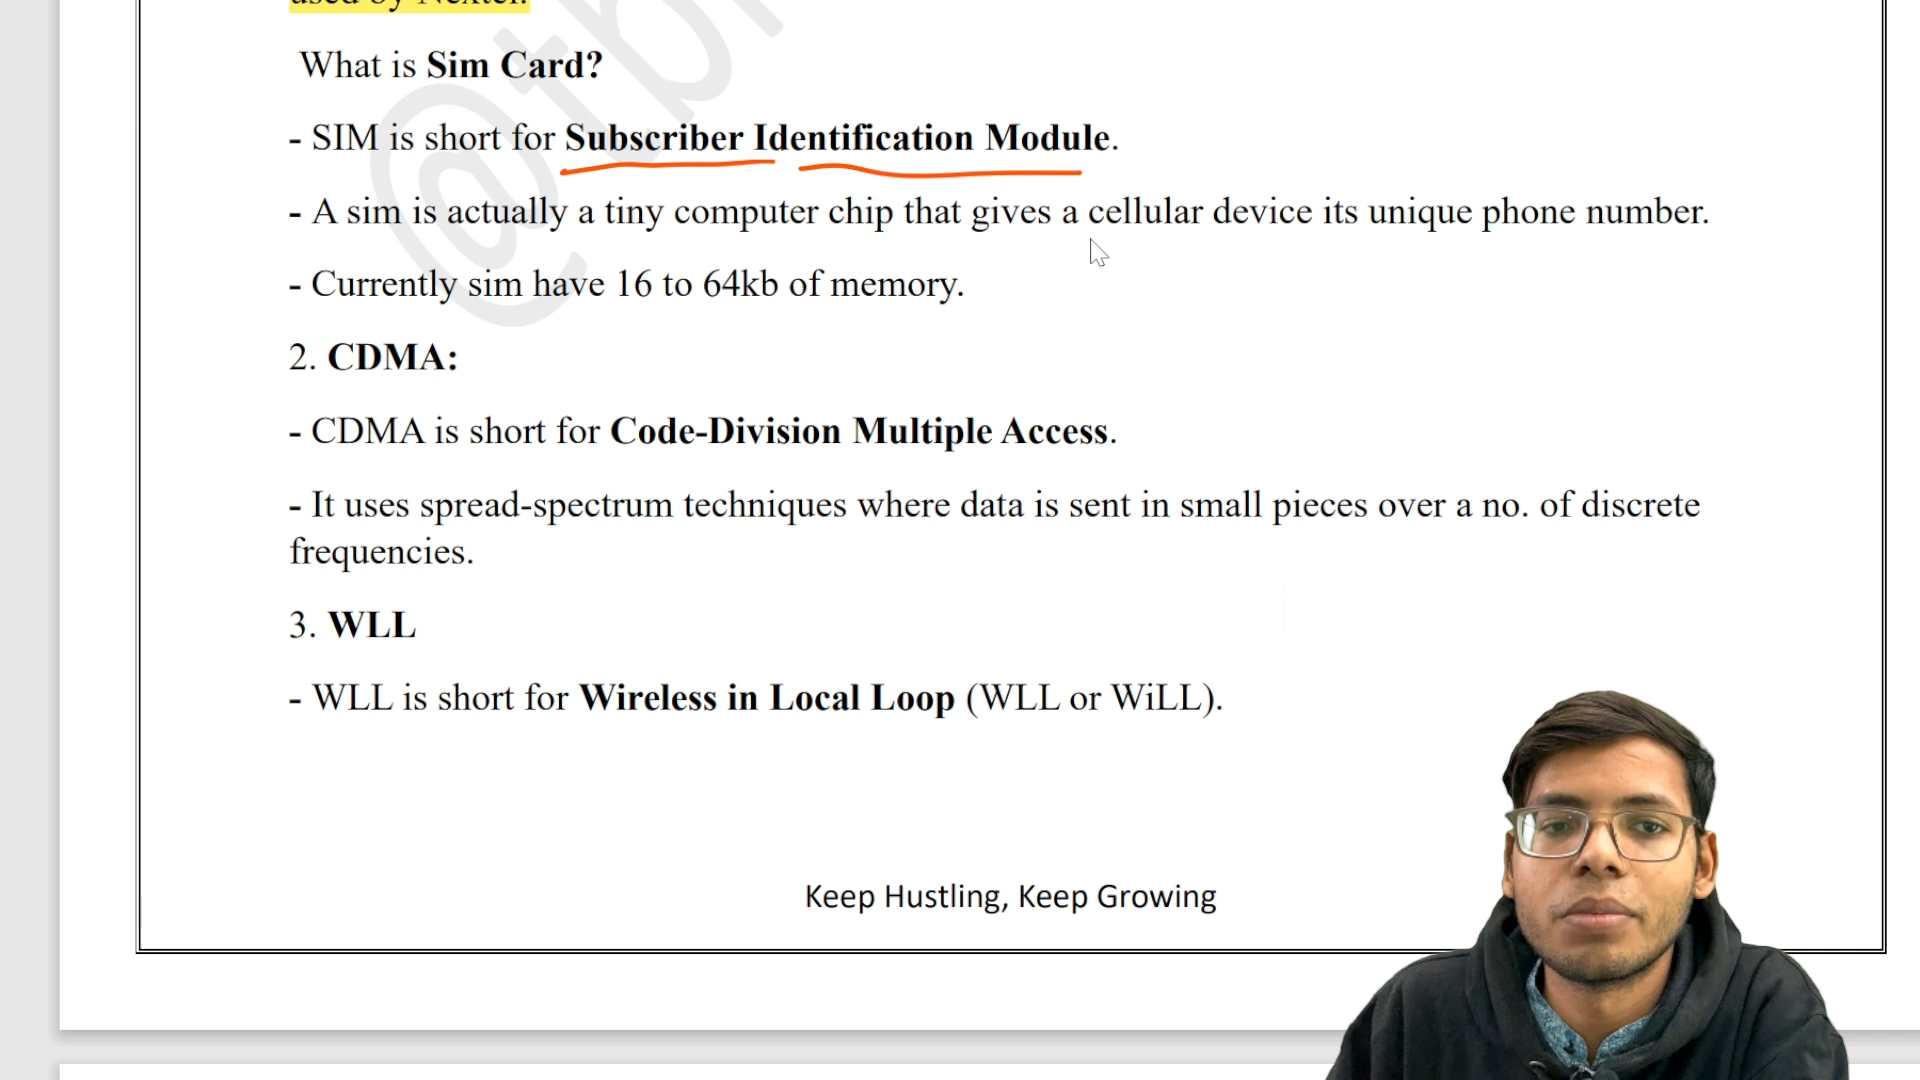 used by Nextel.
What is Sim Card?
- SIM is short for Subscriber Identification Module.
- A sim is actually a tiny computer chip that gives a cellular device its unique phone number.
- Currently sim have 16 to 64kb of memory.
2. CDMA:
- CDMA is short for Code-Division Multiple Access.
- It uses spread-spectrum techniques where data is sent in small pieces over a no. of discrete
frequencies.
3. WLL
- WLL is short for Wireless in Local Loop (WLL or WiLL).
Keep Hustling, Keep Growing